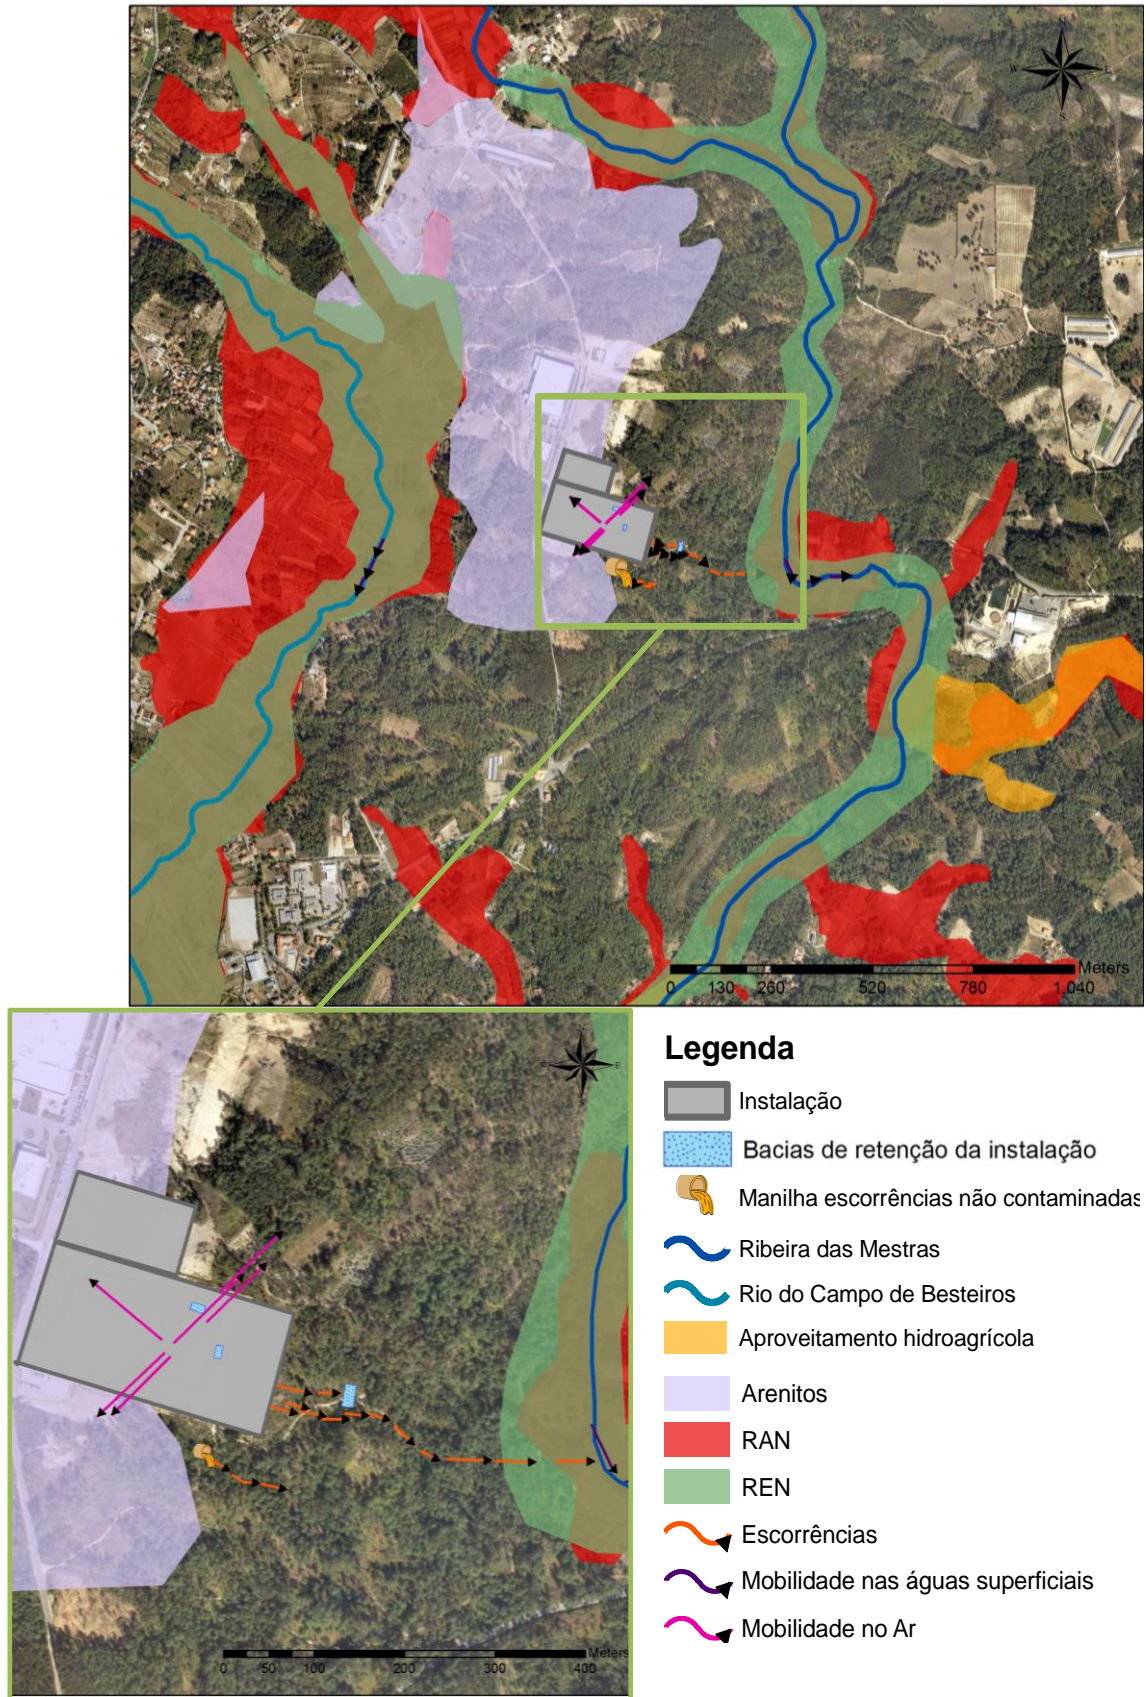 N
W E
S
Meters
0 130 260 520 780 1.040
E
Meters
0 50 100 200 300 400
Legenda
Instalação
Bacias de retenção da instalação
Manilha escorrências não contaminadas
Ribeira das Mestras
Rio do Campo de Besteiros
Aproveitamento hidroagrícola
Arenitos
RAN
REN
Escorrências
Mobilidade nas águas superficiais
Mobilidade no Ar